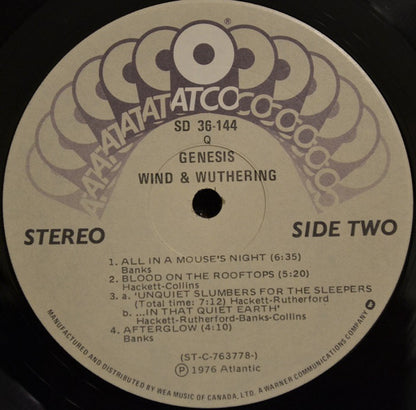 ATCO
SD 36-144
Q
GENESIS
WIND & WUTHERING
STEREO
SIDE TWO
1. ALL IN A MOUSE'S NIGHT (6:35)
Banks
2. BLOOD ON THE ROOFTOPS (5:20)
Hackett-Collins
3. a. 'UNQUIET SLUMBERS FOR THE SLEEPERS
(Total time: 7:12) Hackett-Rutherford
b. ...IN THAT QUIET EARTH'
Hackett-Rutherford-Banks-Collins
4. AFTERGLOW (4:10)
Banks
(ST-C-763778-)
Ⓟ 1976 Atlantic
MANUFACTURED AND DISTRIBUTED BY WEA MUSIC OF CANADA, LTD. A WARNER COMMUNICATIONS COMPANY